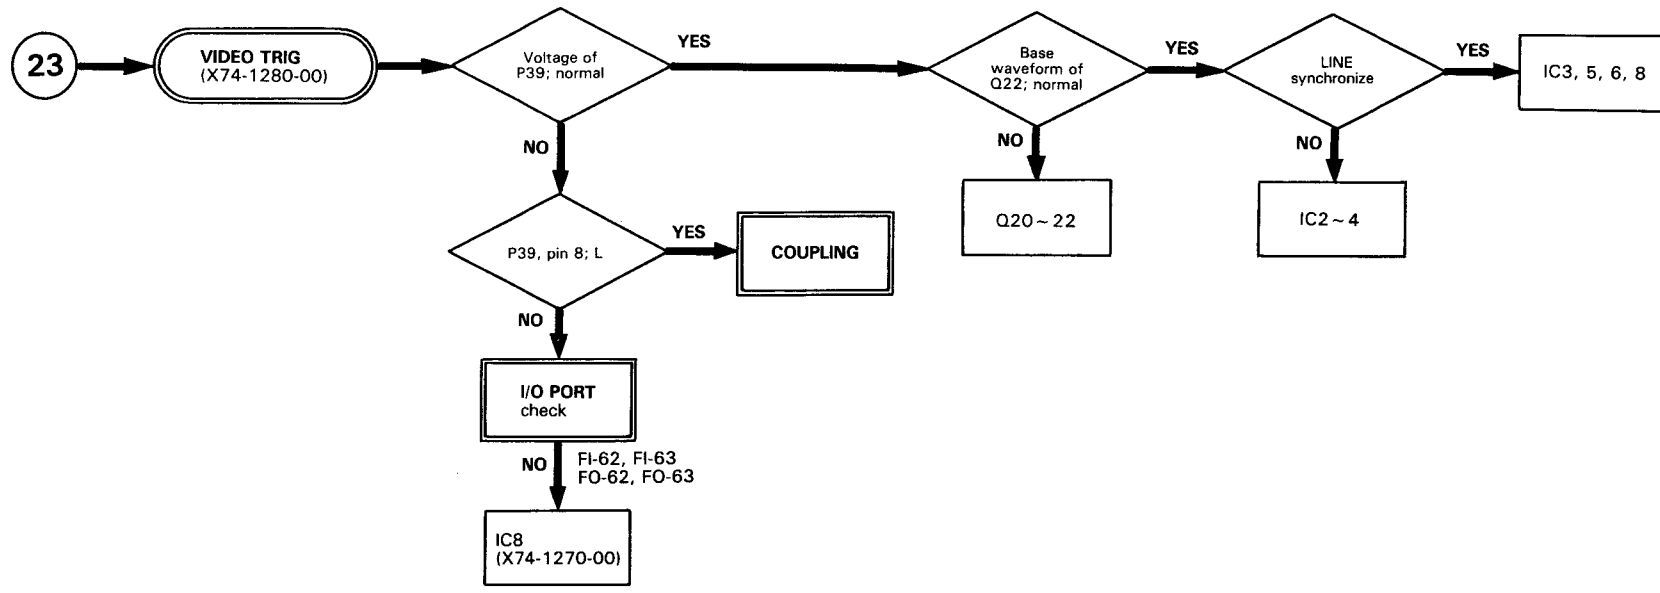 23
VIDEO TRIG
(X74-1280-00)
Voltage of
P39; normal
YES
Base
waveform of
Q22; normal
YES
LINE
synchronize
YES
IC3, 5, 6, 8
NO
NO
NO
Q20~22
IC2~4
P39, pin 8; L
YES
COUPLING
NO
I/O PORT
check
NO
FI-62, FI-63
FO-62, FO-63
IC8
(X74-1270-00)